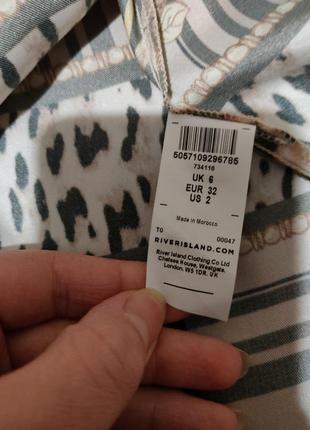 5057109296785
734116
UK 6
EUR 32
US 2
Made in Morocco
TO 00047
RIVERISLAND.COM
River Island Clothing Co Ltd
Chelsea House, Westgate,
London, W5 1DR. UK